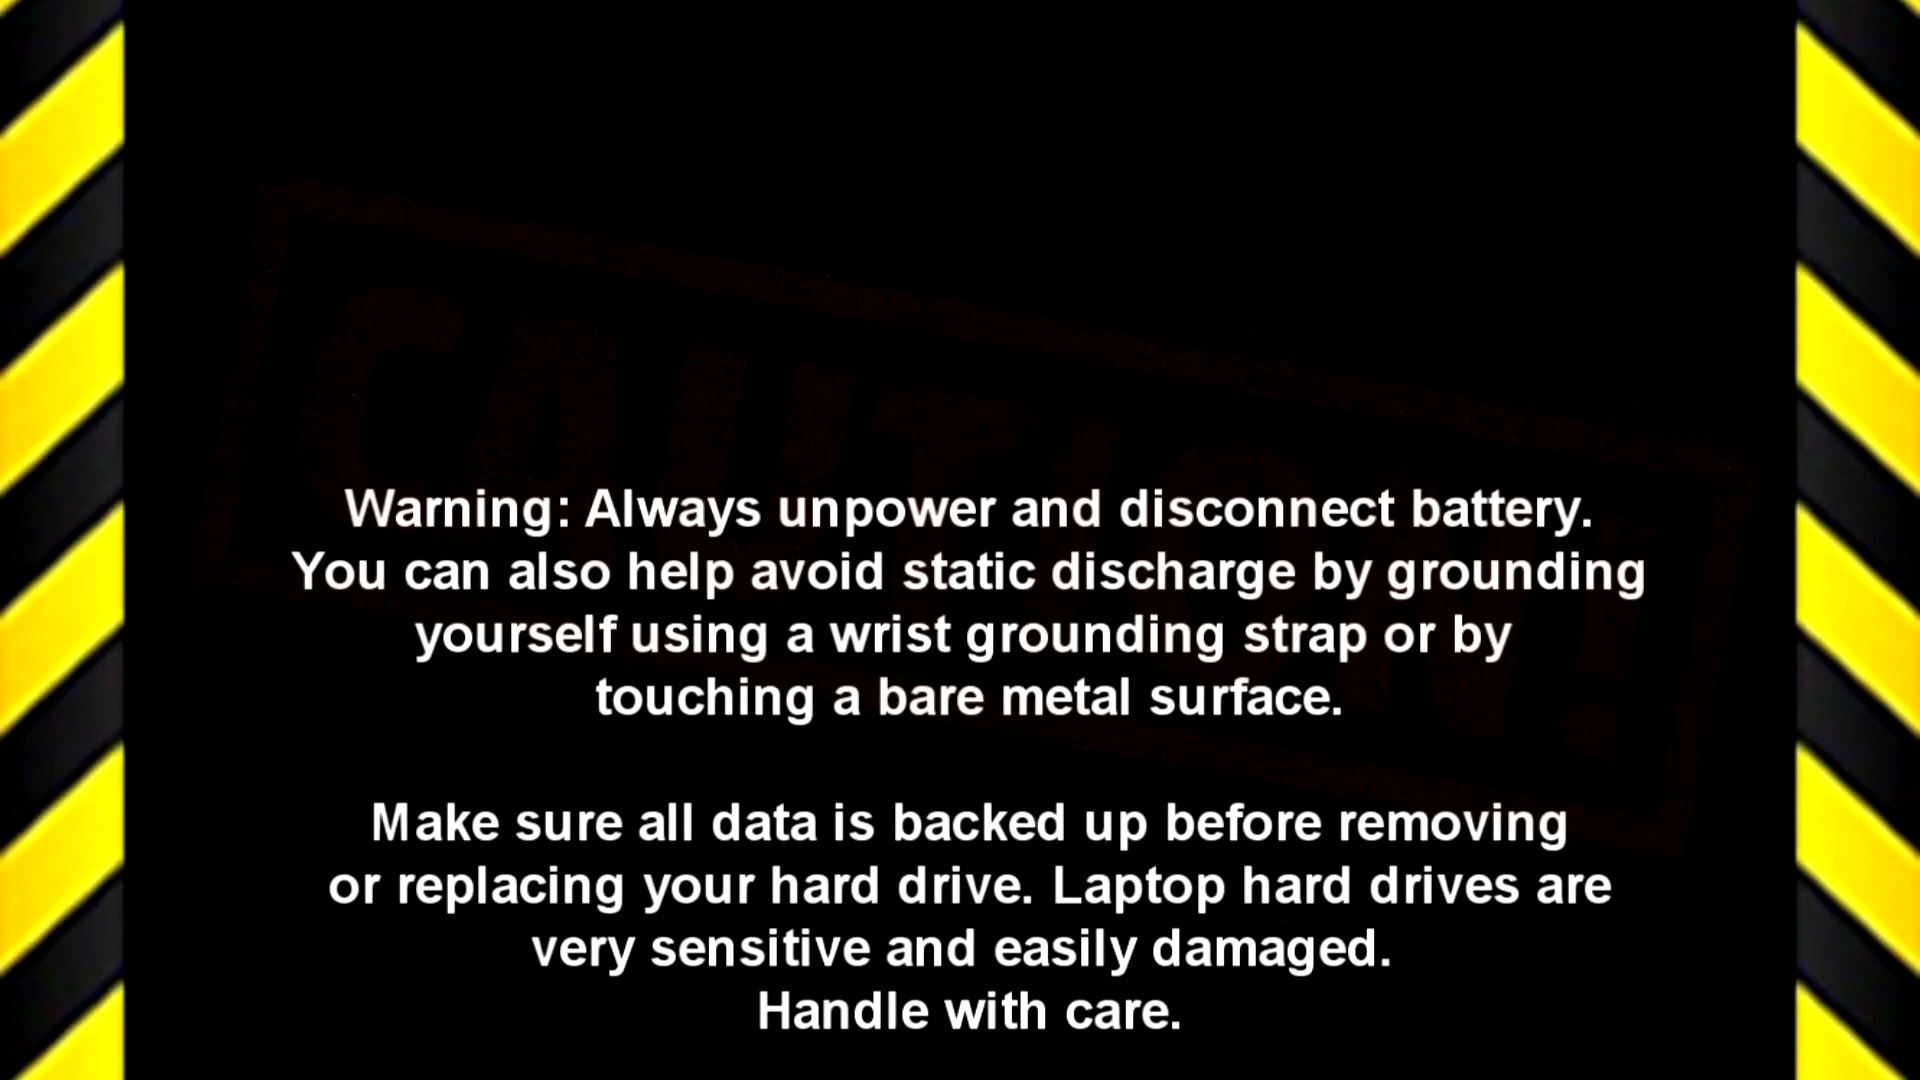 CAUTION!
Warning: Always unpower and disconnect battery.
You can also help avoid static discharge by grounding
yourself using a wrist grounding strap or by
touching a bare metal surface.
Make sure all data is backed up before removing
or replacing your hard drive. Laptop hard drives are
very sensitive and easily damaged.
Handle with care.